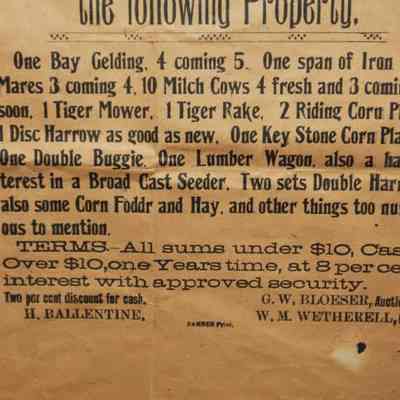 the following Property.
One Bay Gelding, 4 coming 5. One span of Iron
Mares 3 coming 4, 10 Milch Cows 4 fresh and 3 comin
soon, 1 Tiger Mower, 1 Tiger Rake, 2 Riding Corn P
1 Disc Harrow as good as new, One Key Stone Corn Pla
One Double Buggie, One Lumber Wagon, also a ha
terest in a Broad Cast Seeder, Two sets Double Harr
also some Corn Foddr and Hay, and other things too nu
ous to mention.
TERMS—All sums under $10, Cas
Over $10, one Years time, at 8 per ce
interest with approved security.
Two per cent discount for cash. G. W. BLOESER, Aucti
H. BALLENTINE, W. M. WETHERELL,
BANNER Print.